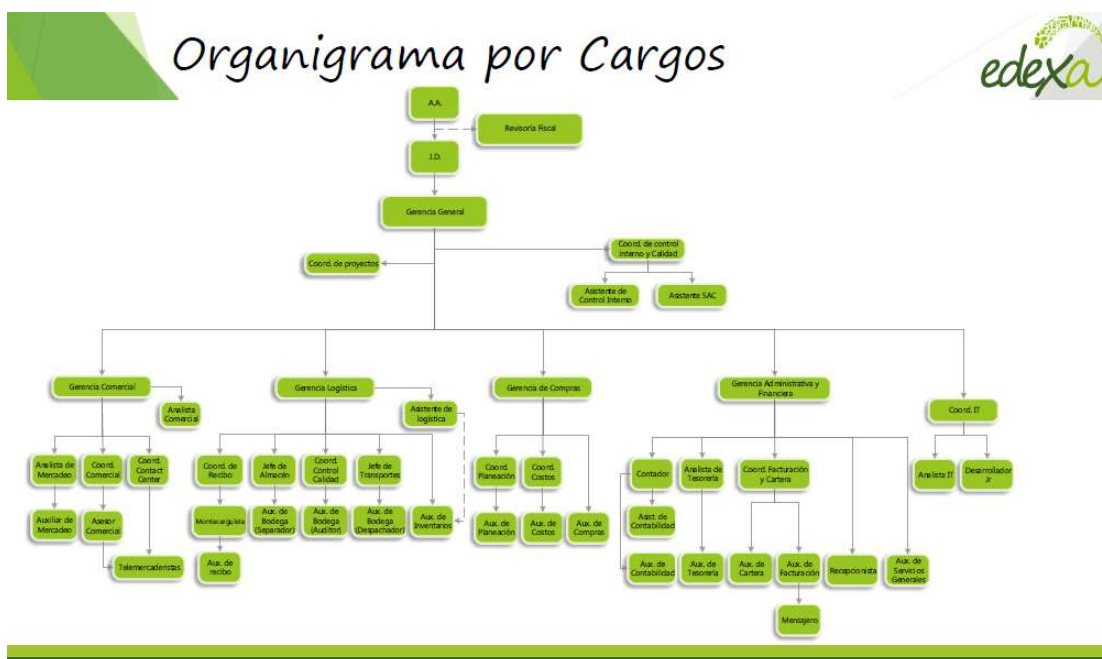 Organigrama por Cargos
edexa
A.A.
Revisoría Fiscal
J.D.
Gerencia General
Coord. de proyectos
Coord. de control
interno y Calidad
Asistente de
Control Interno
Asistente SAC
Gerencia Comercial
Analista
Comercial
Analista de
Mercadeo
Coord.
Comercial
Coord.
Contact
Center
Auxiliar de
Mercadeo
Asesor
Comercial
Telemercaderistas
Gerencia Logística
Asistente de
logística
Coord. de
Recibo
Jefe de
Almacén
Coord.
Control
Calidad
Jefe de
Transportes
Montacarguista
Aux. de
Bodega
(Separador)
Aux. de
Bodega
(Auditor)
Aux. de
Bodega
(Despachador)
Aux. de
Inventarios
Aux. de
recibo
Gerencia de Compras
Coord.
Planeación
Coord.
Costos
Aux. de
Planeación
Aux. de
Costos
Aux. de
Compras
Gerencia Administrativa y
Financiera
Contador
Analista de
Tesorería
Coord. Facturación
y Cartera
Asist. de
Contabilidad
Aux. de
Contabilidad
Aux. de
Tesorería
Aux. de
Cartera
Aux. de
Facturación
Recepcionista
Aux. de
Servicios
Generales
Mensajero
Coord. IT
Analista IT
Desarrollador
Jr